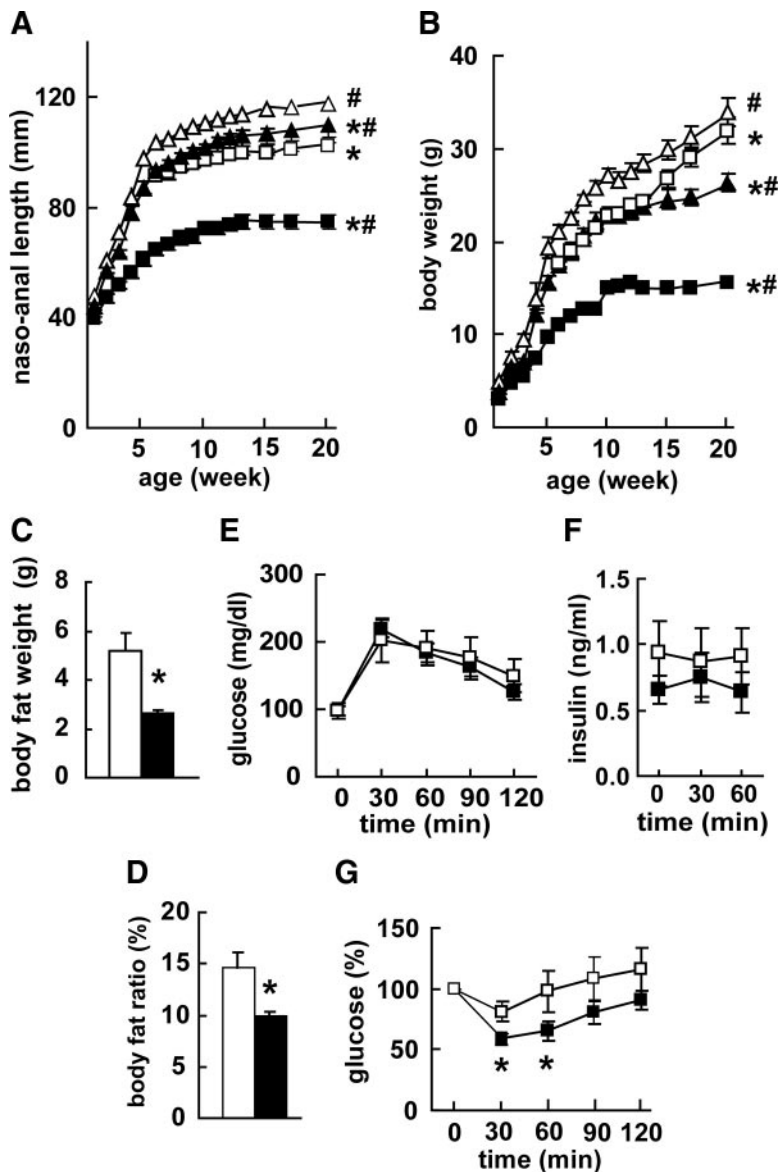 A
naso-anal length (mm)
120
80
40
0
5
10
15
20
age (week)
#
*#
*
*#
B
body weight (g)
40
30
20
10
0
5
10
15
20
age (week)
#
*
*#
*#
C
body fat weight (g)
8
6
4
2
0
*
E
glucose (mg/dl)
300
200
100
0
0 30 60 90 120
time (min)
F
insulin (ng/ml)
1.5
1.0
0.5
0.0
0 30 60
time (min)
D
body fat ratio (%)
20
15
10
5
0
*
G
glucose (%)
150
100
50
0
* *
0 30 60 90 120
time (min)